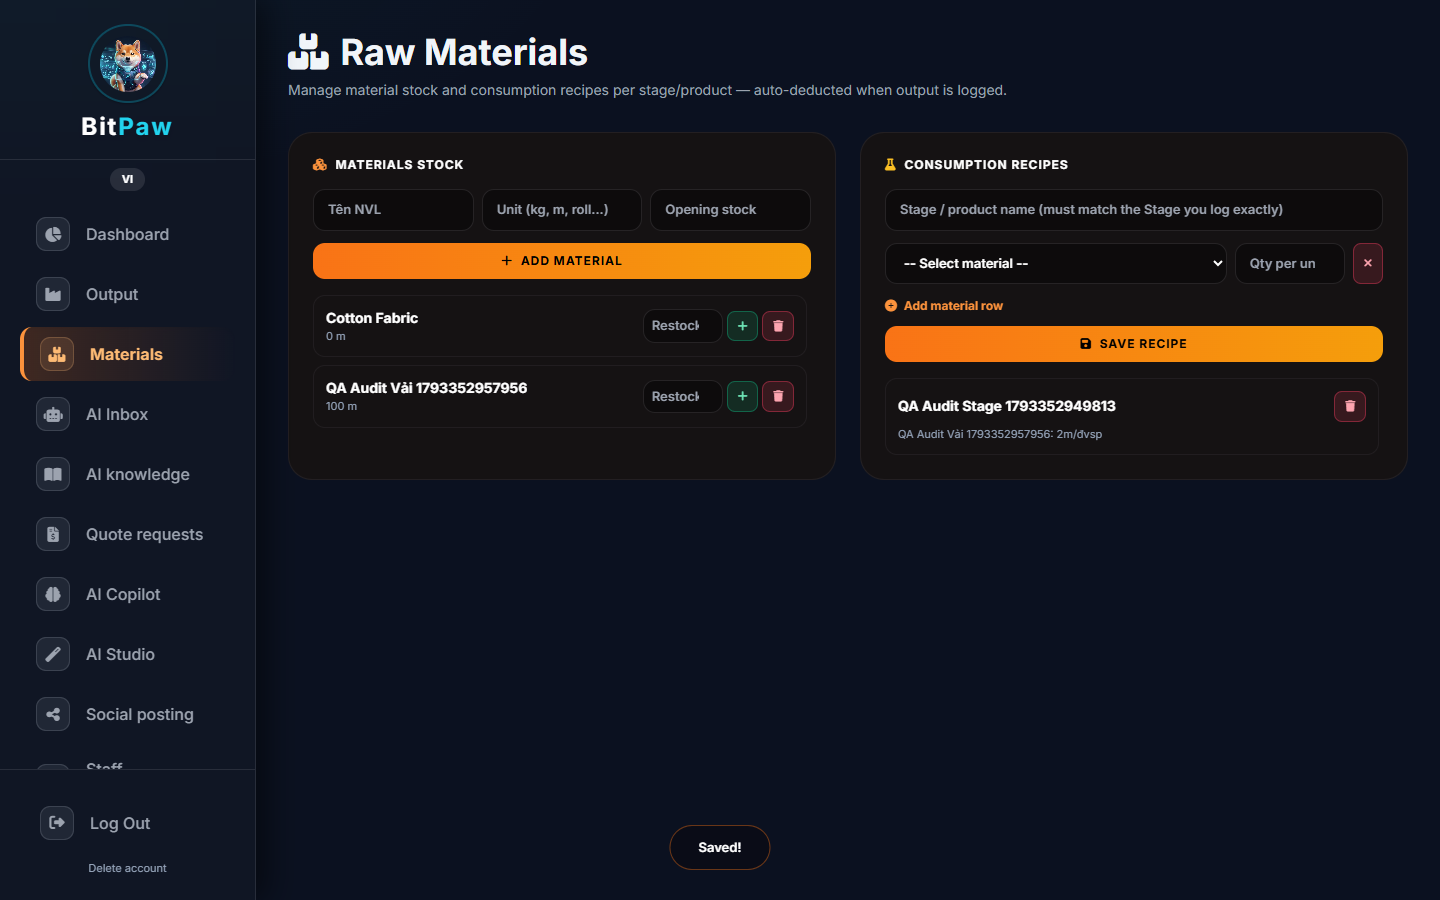 BitPaw
VI
Dashboard
Output
Materials
AI Inbox
AI knowledge
Quote requests
AI Copilot
AI Studio
Social posting
Staff
Log Out
Delete account
Raw Materials
Manage material stock and consumption recipes per stage/product — auto-deducted when output is logged.
MATERIALS STOCK
Tên NVL
Unit (kg, m, roll...)
Opening stock
ADD MATERIAL
Cotton Fabric
0 m
Restock
QA Audit Vải 1793352957956
100 m
Restock
CONSUMPTION RECIPES
Stage / product name (must match the Stage you log exactly)
-- Select material --
Qty per un
Add material row
SAVE RECIPE
QA Audit Stage 1793352949813
QA Audit Vải 1793352957956: 2m/đvsp
Saved!